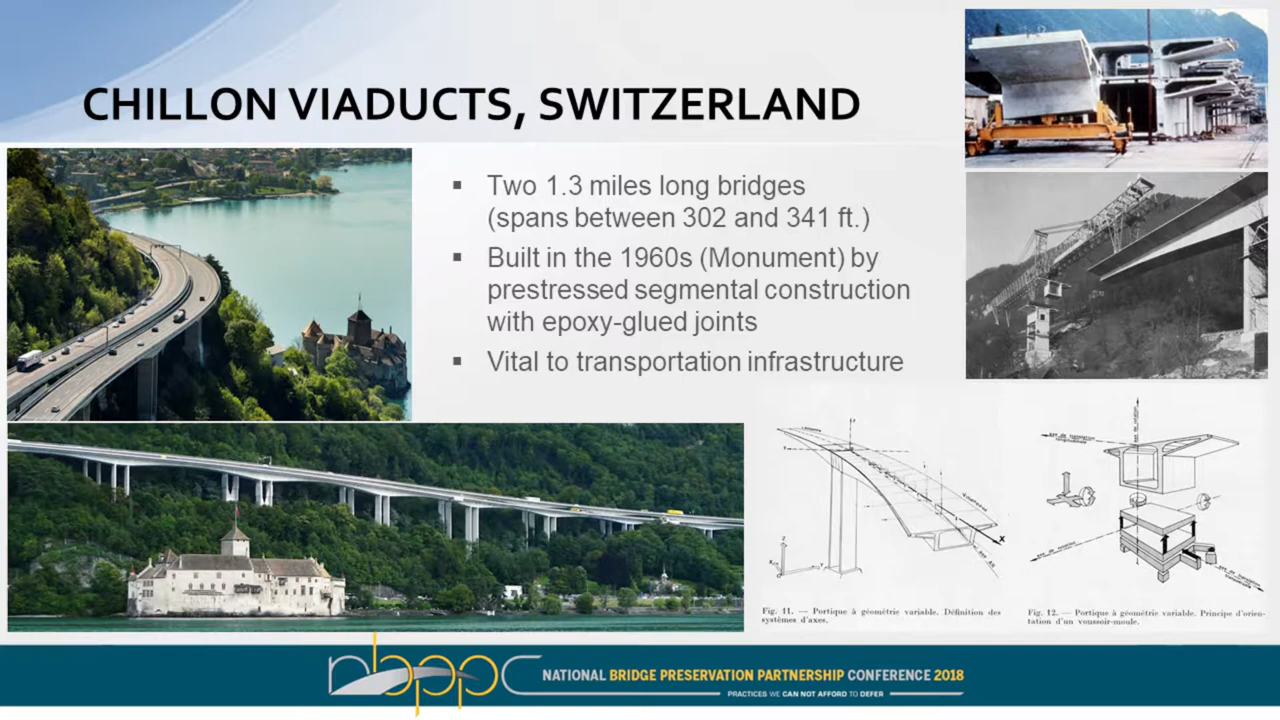 CHILLON VIADUCTS, SWITZERLAND
▪ Two 1.3 miles long bridges
(spans between 302 and 341 ft.)
▪ Built in the 1960s (Monument) by
prestressed segmental construction
with epoxy-glued joints
▪ Vital to transportation infrastructure
Fig. 11. — Portique à géométrie variable. Définition des
systèmes d'axes.
Fig. 12. — Portique à géométrie variable. Principe d'orien-
tation d'un voussoir-moule.
nbppc
NATIONAL BRIDGE PRESERVATION PARTNERSHIP CONFERENCE 2018
PRACTICES WE CAN NOT AFFORD TO DEFER